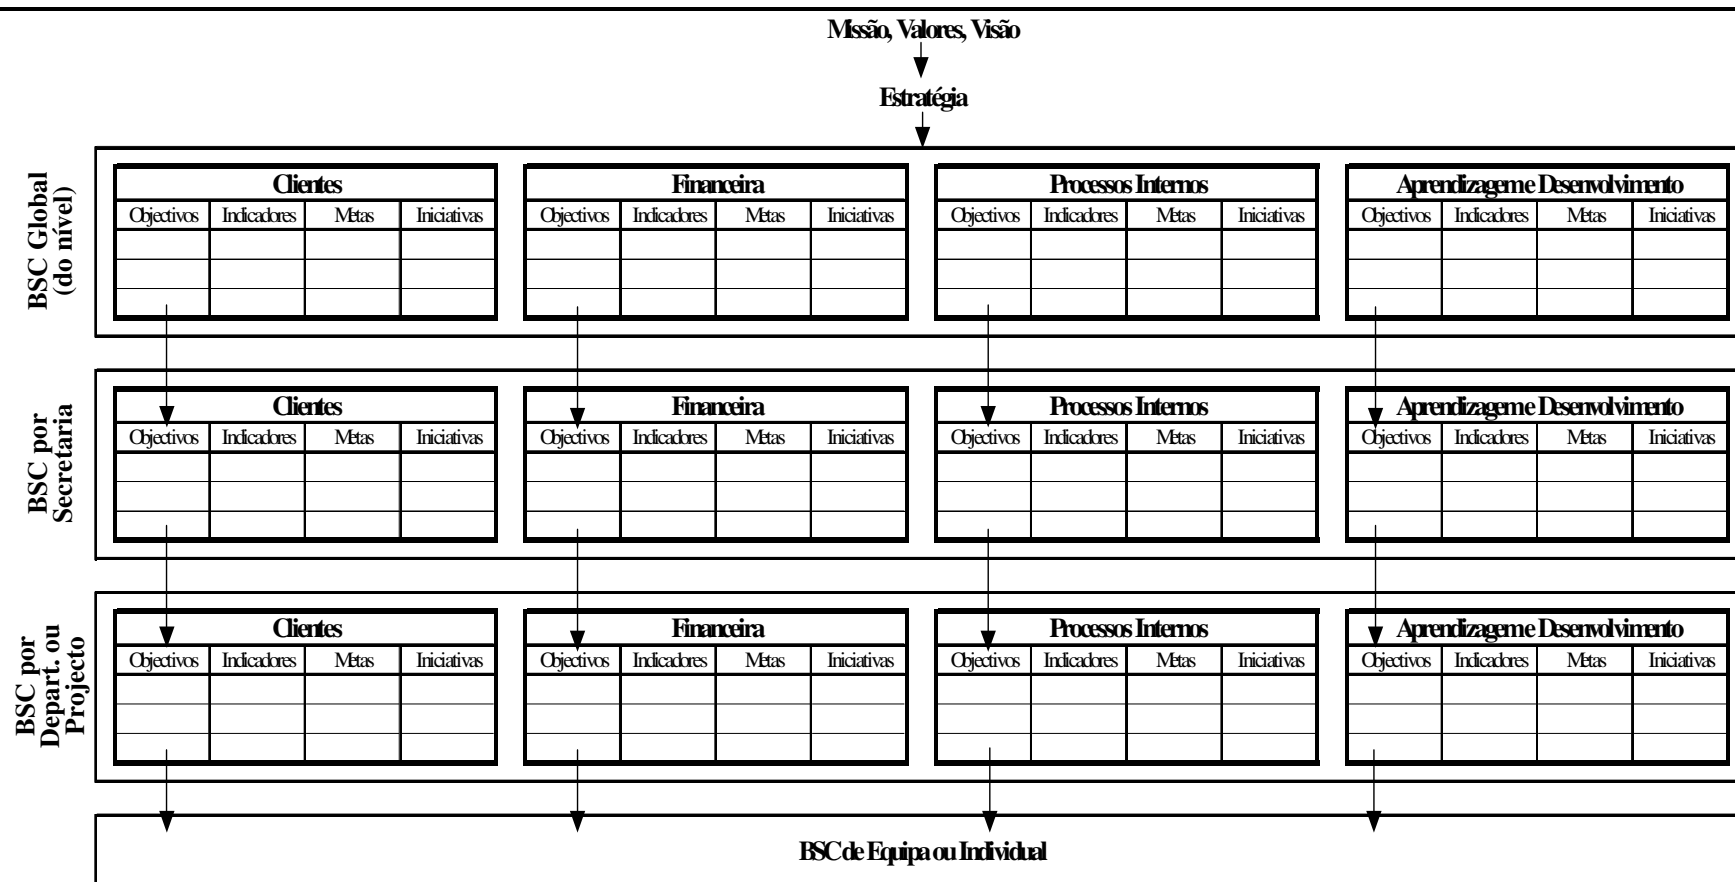 Missão, Valores, Visão
Estratégia
BSC Global
(do nível)
Clientes Financeira Processos Internos Aprendizagem e Desenvolvimento
Objectivos Indicadores Metas Iniciativas Objectivos Indicadores Metas Iniciativas Objectivos Indicadores Metas Iniciativas Objectivos Indicadores Metas Iniciativas
BSC por
Secretaria
Clientes Financeira Processos Internos Aprendizagem e Desenvolvimento
Objectivos Indicadores Metas Iniciativas Objectivos Indicadores Metas Iniciativas Objectivos Indicadores Metas Iniciativas Objectivos Indicadores Metas Iniciativas
BSC por
Depart. ou
Projecto
Clientes Financeira Processos Internos Aprendizagem e Desenvolvimento
Objectivos Indicadores Metas Iniciativas Objectivos Indicadores Metas Iniciativas Objectivos Indicadores Metas Iniciativas Objectivos Indicadores Metas Iniciativas
BSC de Equipa ou Individual